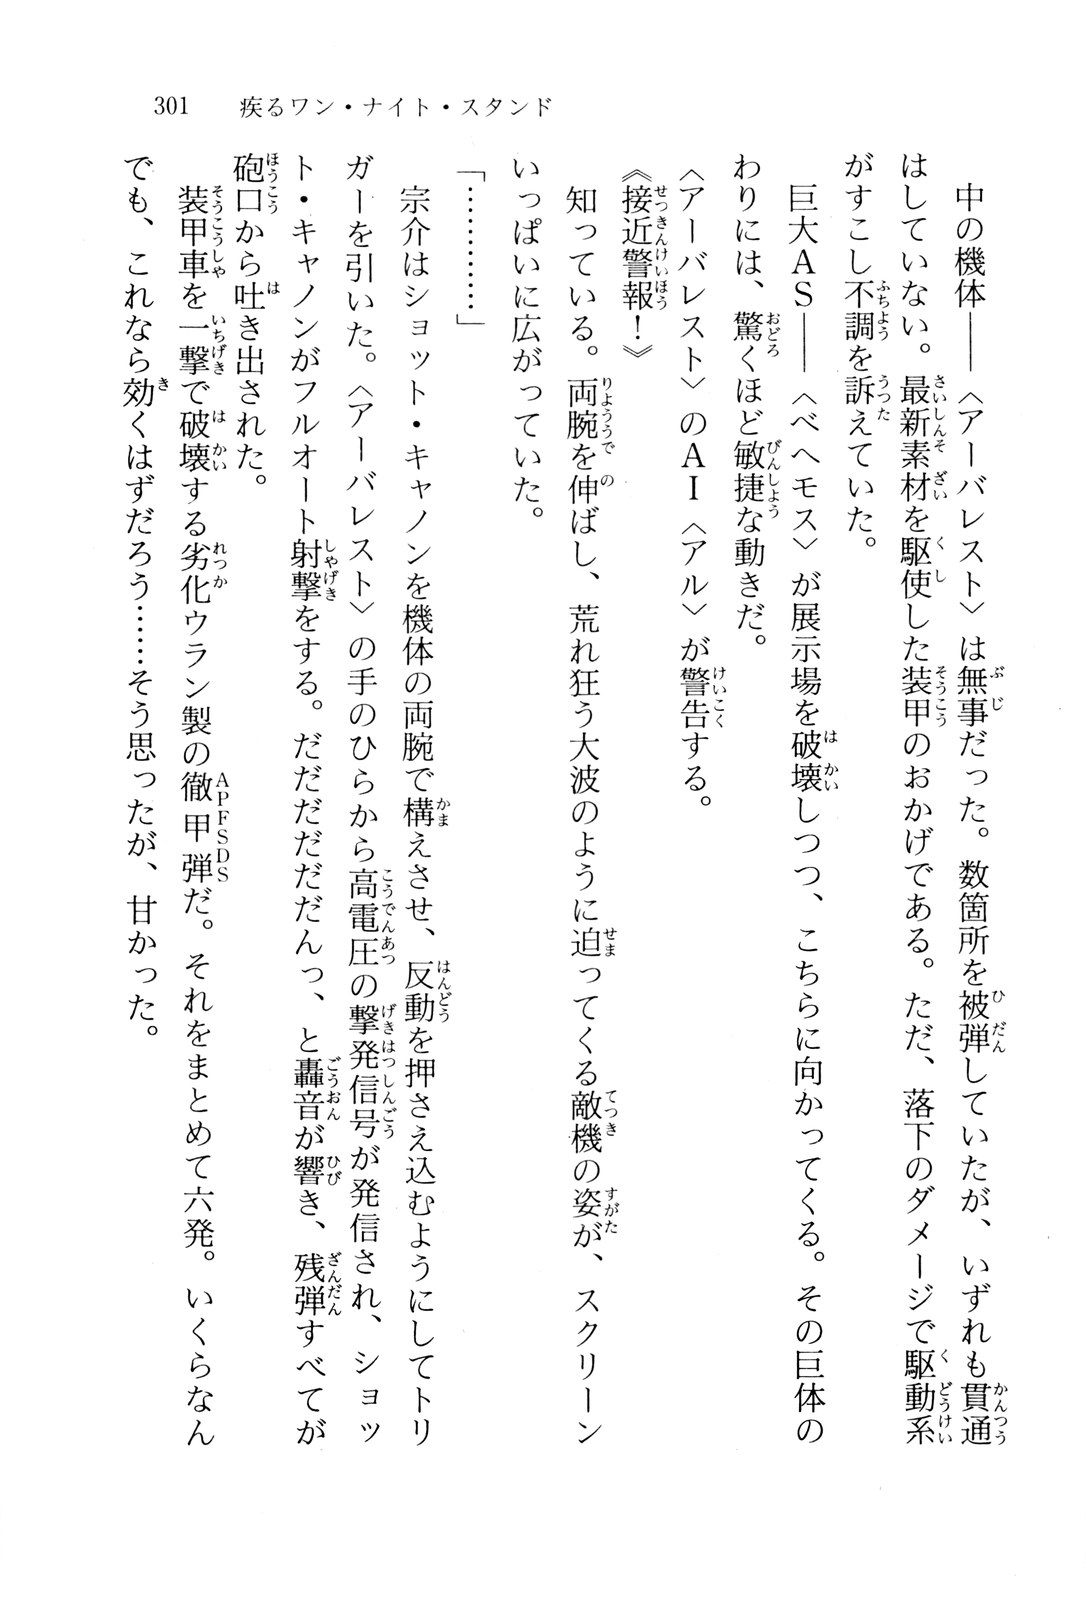 301　疾るワン・ナイト・スタンド
　中の機体――〈アーバレスト〉は無事だった。数箇所を被弾していたが、いずれも貫通
はしていない。最新素材を駆使した装甲のおかげである。ただ、落下のダメージで駆動系
がすこし不調を訴えていた。
　巨大ＡＳ――〈ベヘモス〉が展示場を破壊しつつ、こちらに向かってくる。その巨体の
わりには、驚くほど敏捷な動きだ。
〈アーバレスト〉のＡＩ〈アル〉が警告する。
《接近警報！》
　知っている。両腕を伸ばし、荒れ狂う大波のように迫ってくる敵機の姿が、スクリーン
いっぱいに広がっていた。
「…………」
　宗介はショット・キャノンを機体の両腕で構えさせ、反動を押さえ込むようにしてトリ
ガーを引いた。〈アーバレスト〉の手のひらから高電圧の撃発信号が発信され、ショッ
ト・キャノンがフルオート射撃をする。だだだだだだんっ、と轟音が響き、残弾すべてが
砲口から吐き出された。
　装甲車を一撃で破壊する劣化ウラン製の徹甲弾だ。それをまとめて六発。いくらなん
でも、これなら効くはずだろう……そう思ったが、甘かった。